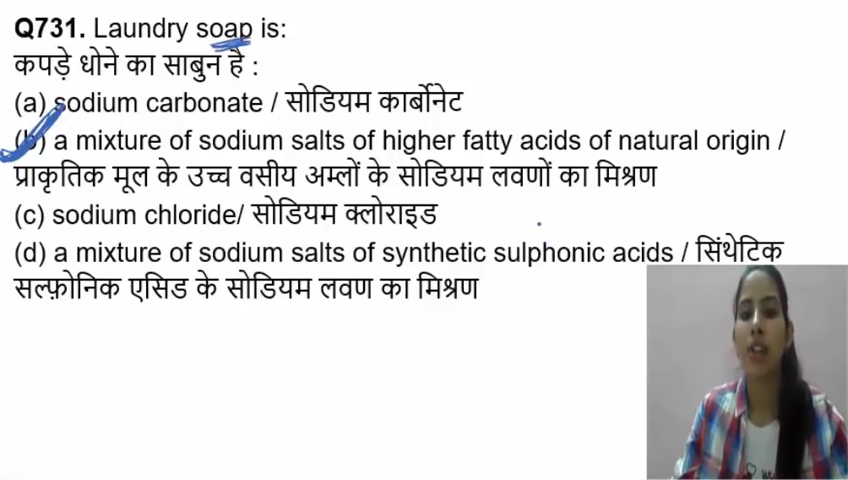 Q731. Laundry soap is:
कपड़े धोने का साबुन है :
(a) sodium carbonate / सोडियम कार्बोनेट
(b) a mixture of sodium salts of higher fatty acids of natural origin /
प्राकृतिक मूल के उच्च वसीय अम्लों के सोडियम लवणों का मिश्रण
(c) sodium chloride/ सोडियम क्लोराइड
(d) a mixture of sodium salts of synthetic sulphonic acids / सिंथेटिक
सल्फ़ोनिक एसिड के सोडियम लवण का मिश्रण